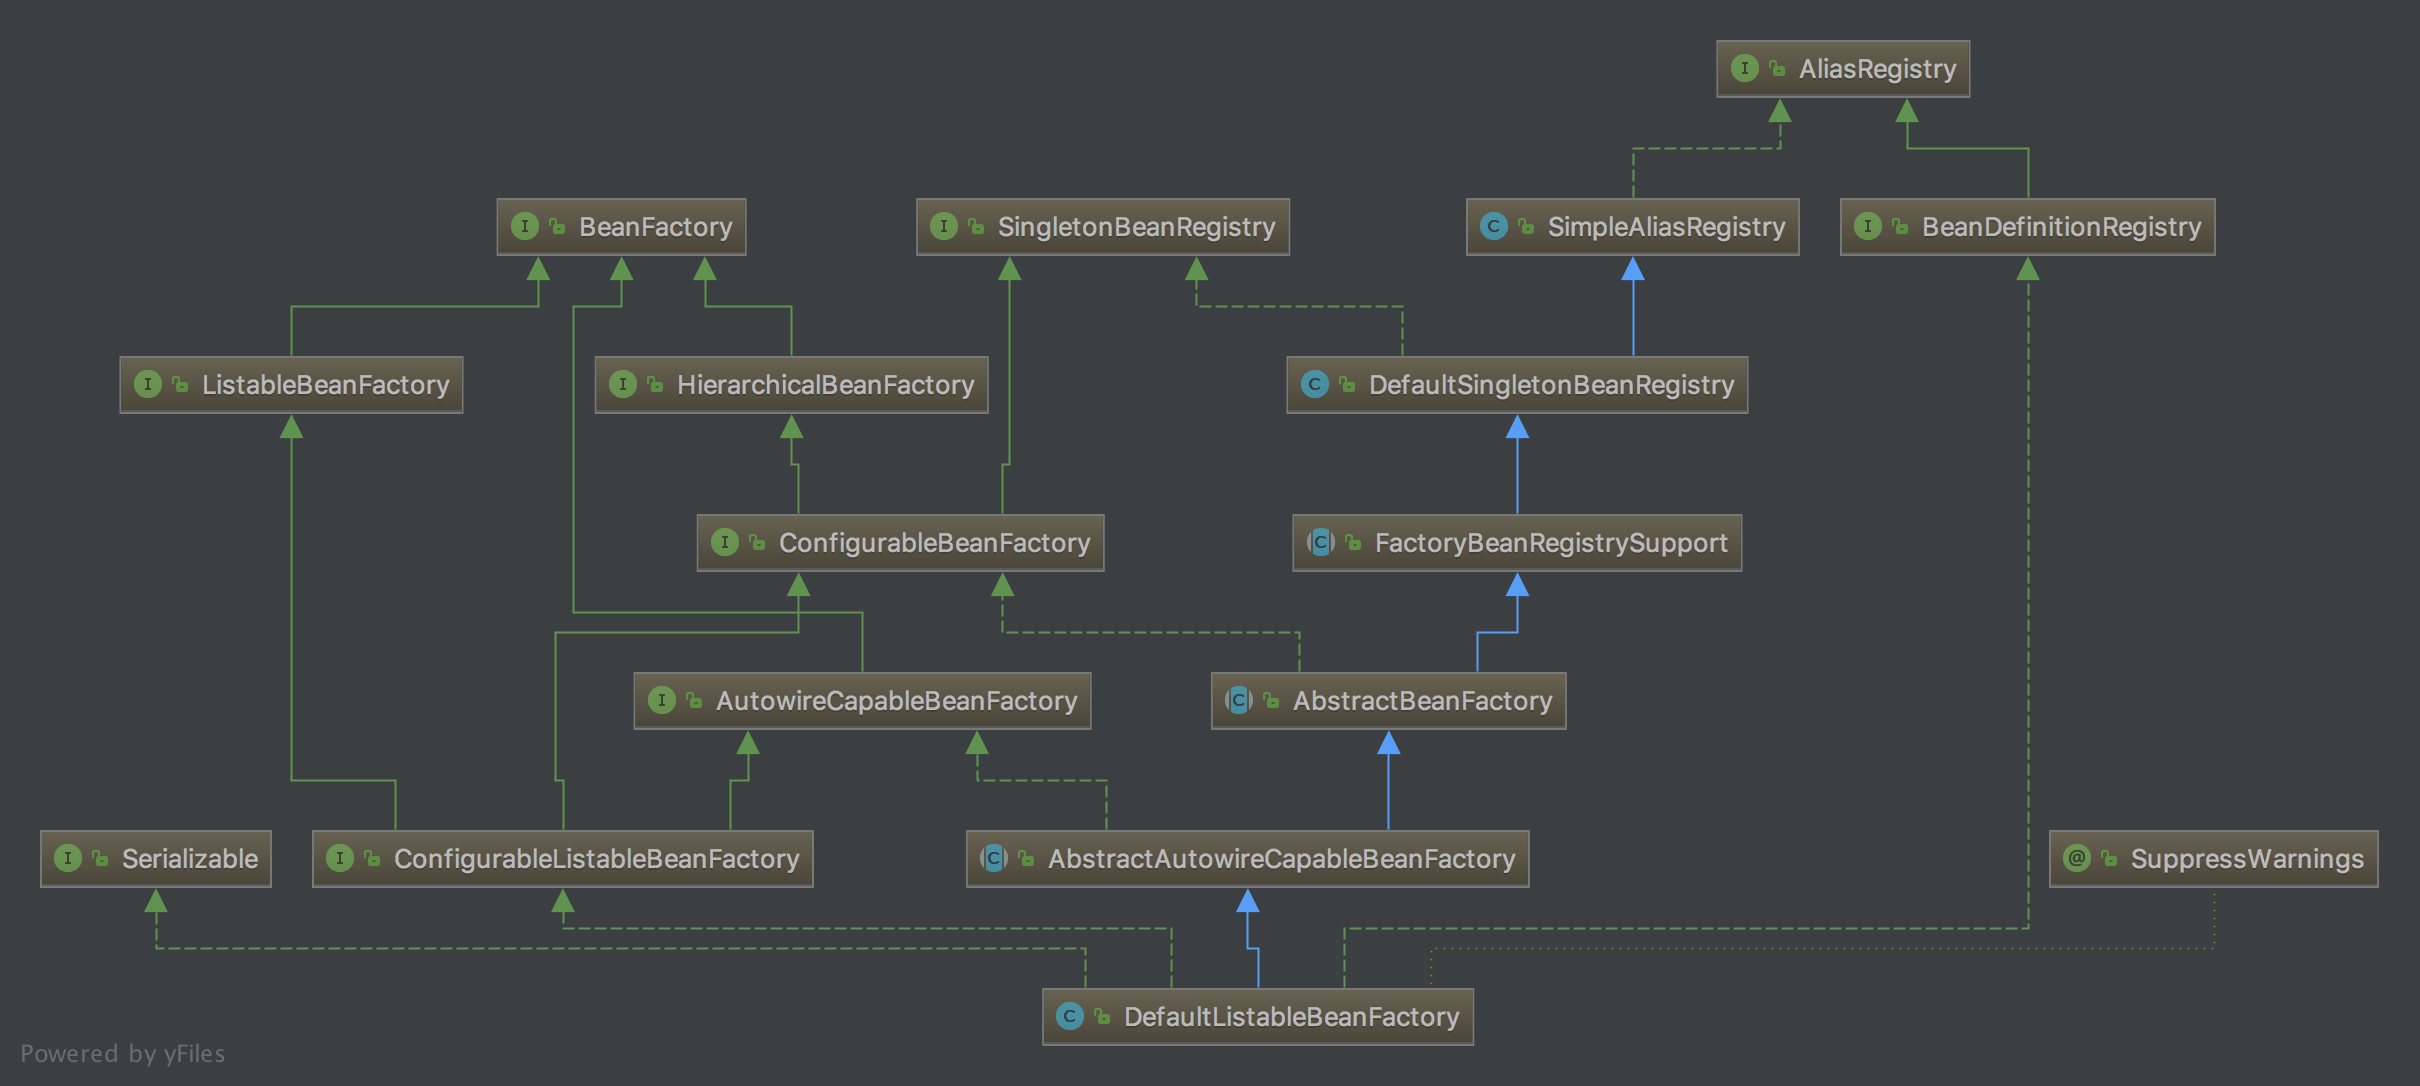 AliasRegistry
BeanFactory
SingletonBeanRegistry
SimpleAliasRegistry
BeanDefinitionRegistry
ListableBeanFactory
HierarchicalBeanFactory
DefaultSingletonBeanRegistry
ConfigurableBeanFactory
FactoryBeanRegistrySupport
AutowireCapableBeanFactory
AbstractBeanFactory
Serializable
ConfigurableListableBeanFactory
AbstractAutowireCapableBeanFactory
SuppressWarnings
DefaultListableBeanFactory
Powered by yFiles